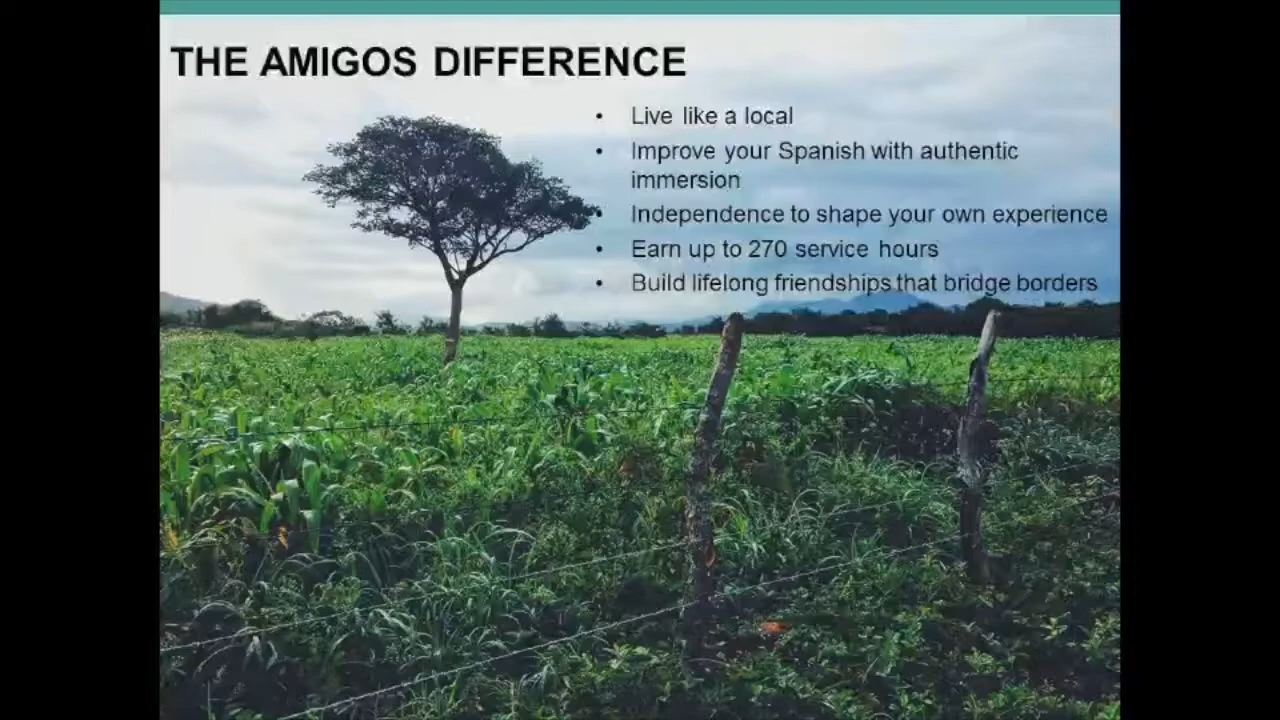 THE AMIGOS DIFFERENCE
• Live like a local
• Improve your Spanish with authentic
immersion
• Independence to shape your own experience
• Earn up to 270 service hours
• Build lifelong friendships that bridge borders